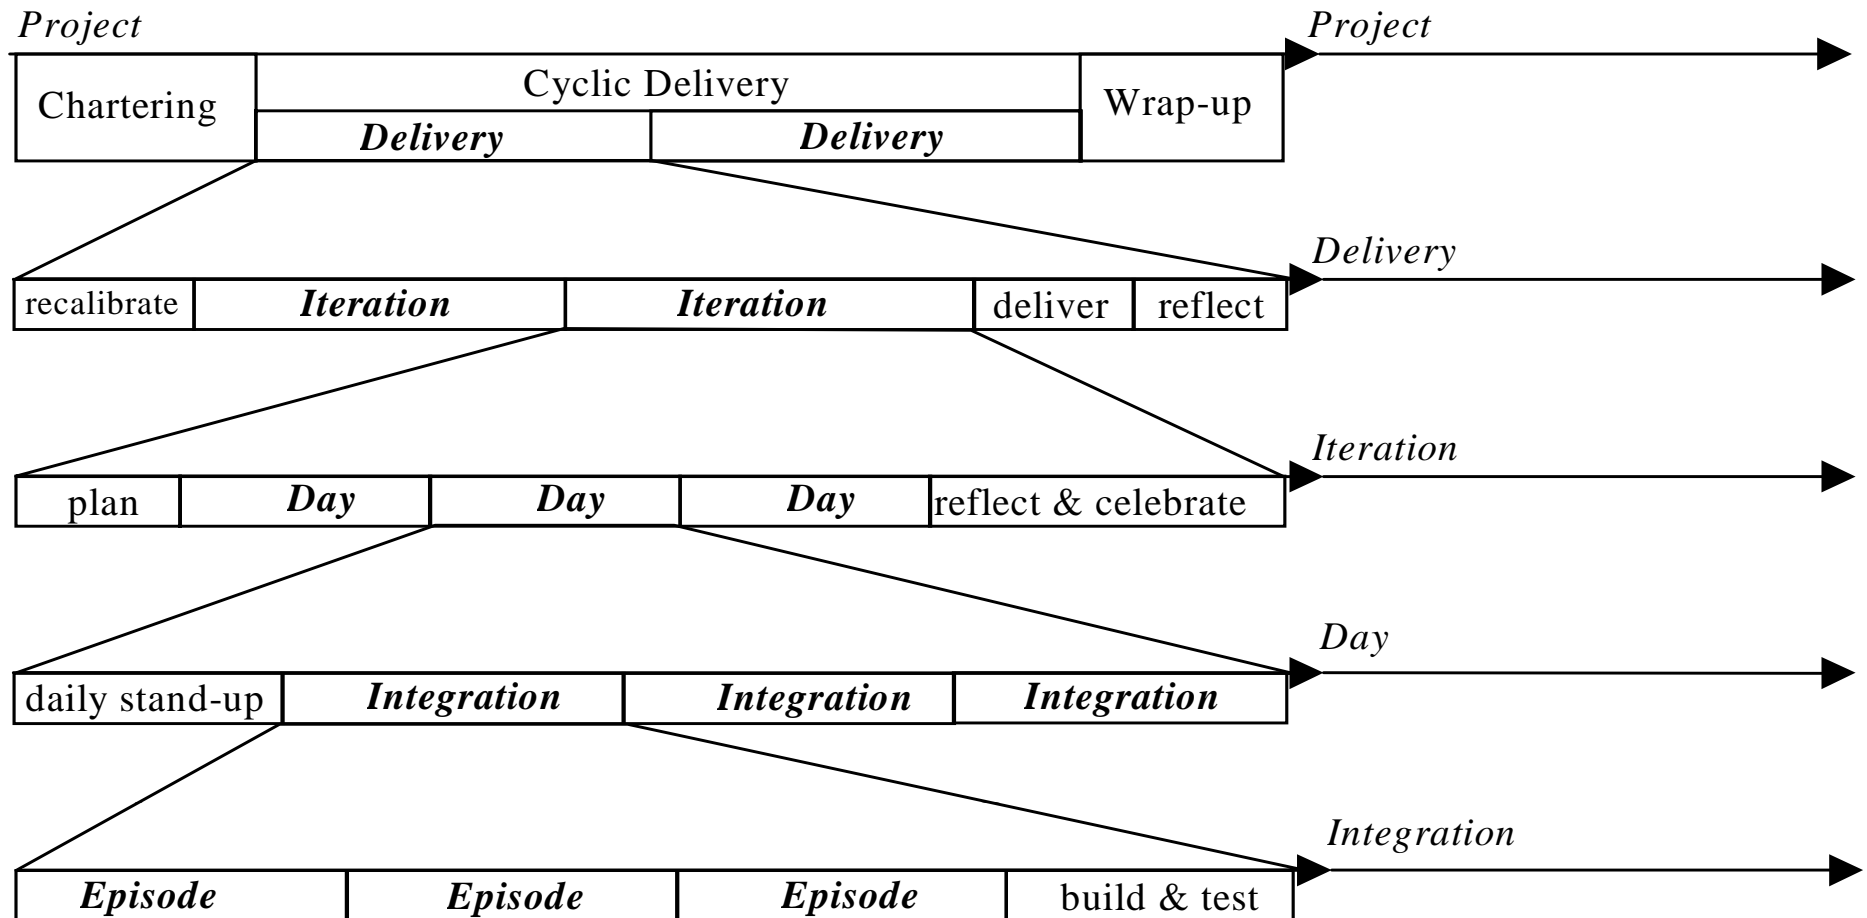 Project Project
Chartering Cyclic Delivery Wrap-up
Delivery Delivery
Delivery
recalibrate Iteration Iteration deliver reflect
Iteration
plan Day Day Day reflect & celebrate
Day
daily stand-up Integration Integration Integration
Integration
Episode Episode Episode build & test